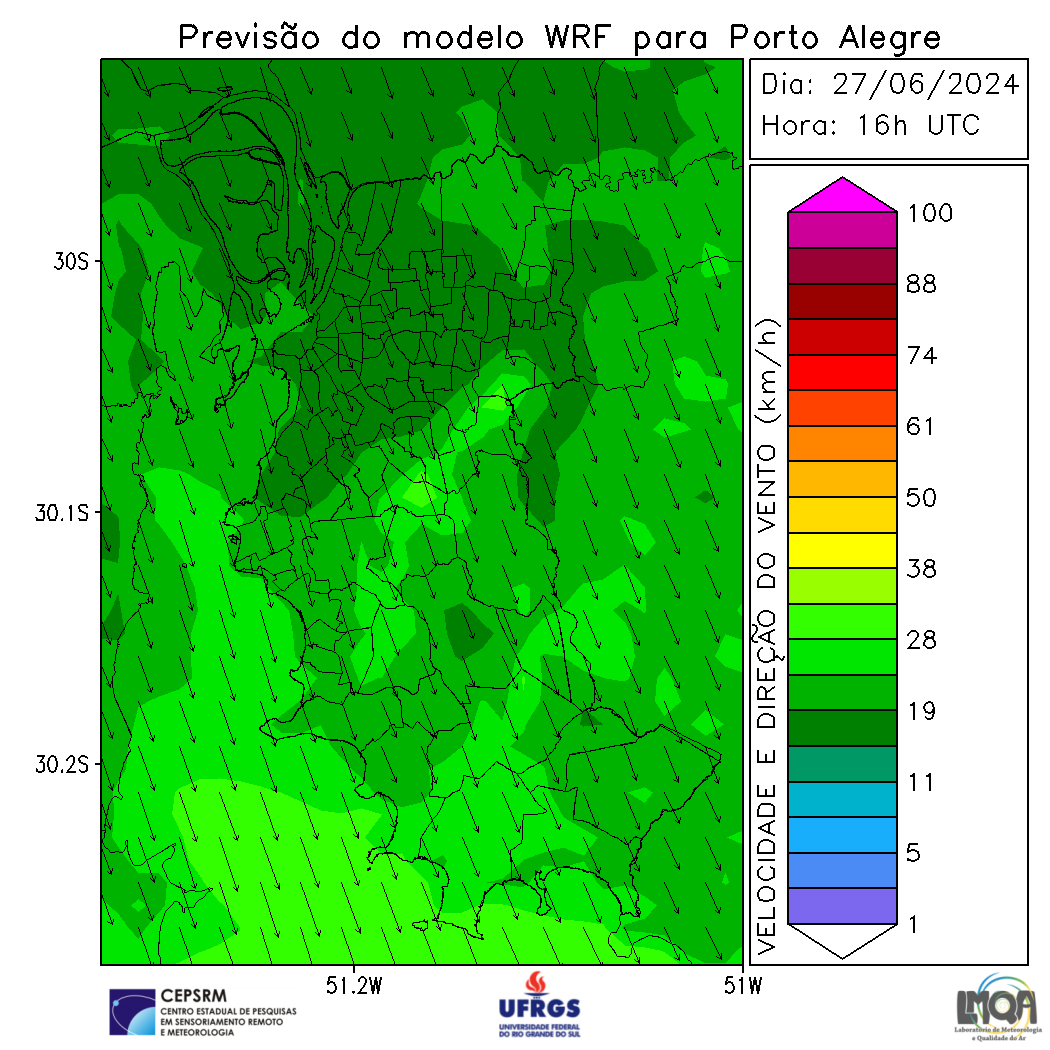 Previsão do modelo WRF para Porto Alegre
Dia: 27/06/2024
Hora: 16h UTC
30S
30.1S
30.2S
51.2W
51W
VELOCIDADE E DIREÇÃO DO VENTO (km/h)
100
88
74
61
50
38
28
19
11
5
1
CEPSRM
CENTRO ESTADUAL DE PESQUISAS
EM SENSORIAMENTO REMOTO
E METEOROLOGIA
UFRGS
UNIVERSIDADE FEDERAL
DO RIO GRANDE DO SUL
LMQA
Laboratório de Meteorologia
e Qualidade do Ar